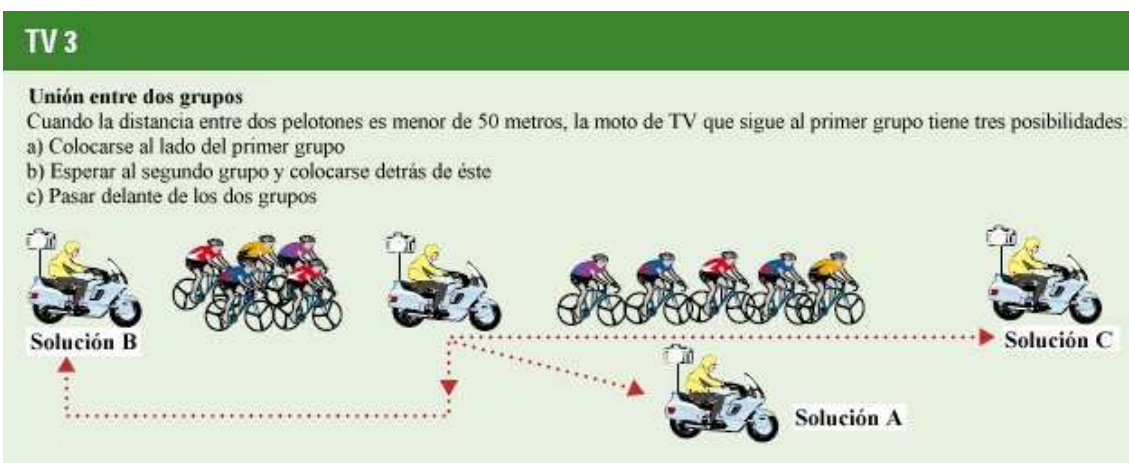 TV 3
Unión entre dos grupos
Cuando la distancia entre dos pelotones es menor de 50 metros, la moto de TV que sigue al primer grupo tiene tres posibilidades:
a) Colocarse al lado del primer grupo
b) Esperar al segundo grupo y colocarse detrás de éste
c) Pasar delante de los dos grupos
Solución B
Solución C
Solución A